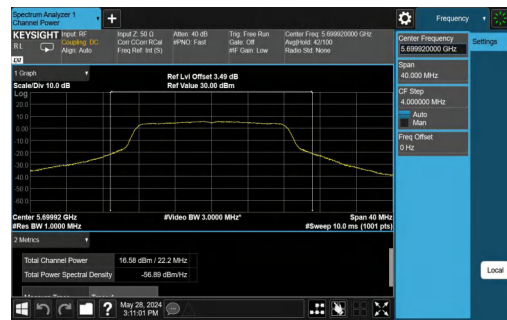 Spectrum Analyzer 1
Channel Power
Frequency
KEYSIGHT
RL
Input: RF
Coupling: DC
Align: Auto
Input Z: 50 Ω
Corr CCorr RCal
Freq Ref: Int (S)
Atten: 40 dB
#PNO: Fast
Trig: Free Run
Gate: Off
#IF Gain: Low
Center Freq: 5.699920000 GHz
Avg|Hold: 42/100
Radio Std: None
Center Frequency
5.699920000 GHz
Settings
Span
40.000 MHz
CF Step
4.000000 MHz
Auto
Man
Freq Offset
0 Hz
Local
1 Graph
Scale/Div 10.0 dB
Ref Lvl Offset 3.49 dB
Ref Value 30.00 dBm
Log
20.0
10.0
0.00
-10.0
-20.0
-30.0
-40.0
-50.0
-60.0
Center 5.69992 GHz
#Res BW 1.0000 MHz
#Video BW 3.0000 MHz*
Span 40 MHz
#Sweep 10.0 ms (1001 pts)
2 Metrics
Total Channel Power 16.58 dBm / 22.2 MHz
Total Power Spectral Density -56.89 dBm/Hz
?
May 28, 2024
3:11:01 PM